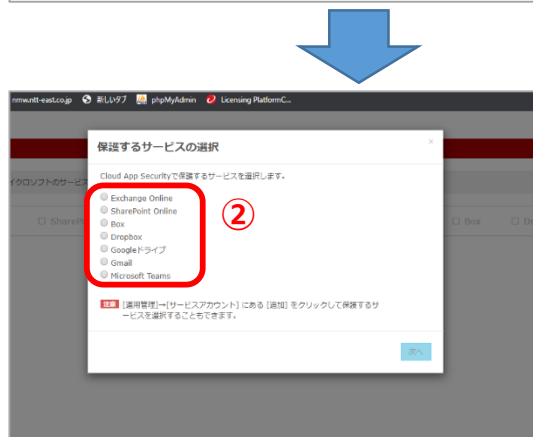 nmw.ntt-east.co.jp 新しいタブ phpMyAdmin Licensing PlatformC...
保護するサービスの選択 ×
Cloud App Securityで保護するサービスを選択します。
イクロソフトのサービス
Exchange Online
SharePoint Online
Box
Dropbox
Googleドライブ
Gmail
Microsoft Teams
②
SharePo
Box
注意 [運用管理]→[サービスアカウント] にある [追加] をクリックして保護するサ
ービスを選択することもできます。
次へ